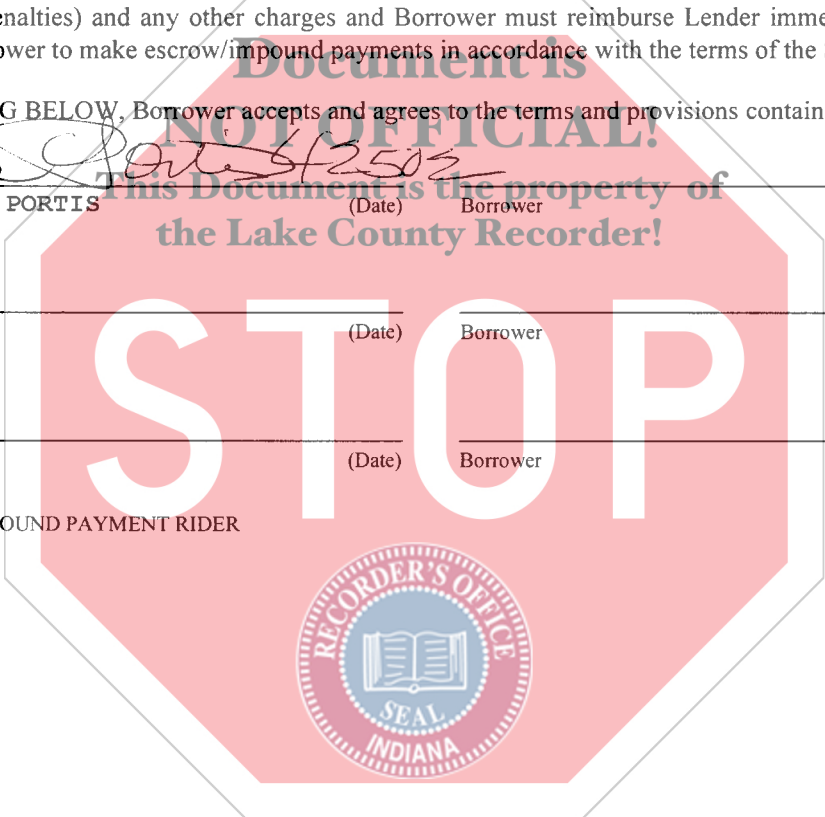 enalties) and any other charges and Borrower must reimburse Lender imme
ower to make escrow/impound payments in accordance with the terms of the
Document is
G BELOW, Borrower accepts and agrees to the terms and provisions contain
NOT OFFICIAL!
This Document is the property of
PORTIS (Date) Borrower
the Lake County Recorder!
(Date) Borrower
STOP
(Date) Borrower
OUND PAYMENT RIDER
RECORDER'S OFFICE
SEAL
INDIANA